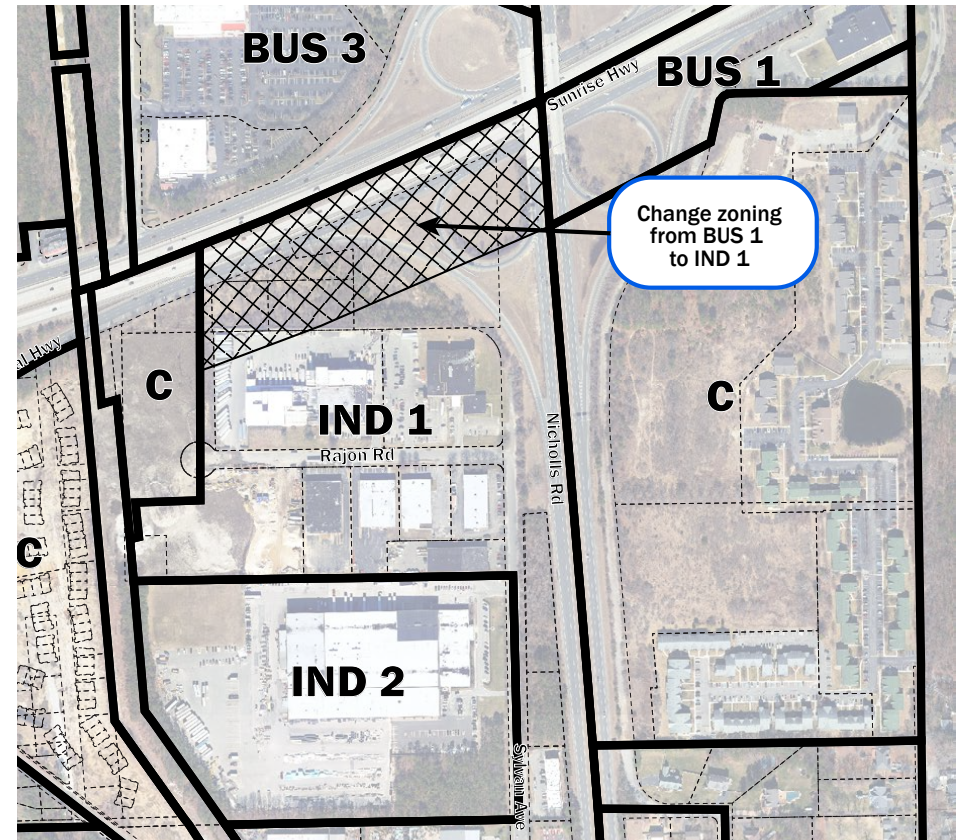 BUS 3
BUS 1
Sunrise Hwy
Change zoning
from BUS 1
to IND 1
al Hwy
C
IND 1
C
Rajon Rd
Nicholls Rd
C
IND 2
Sylvan Ave